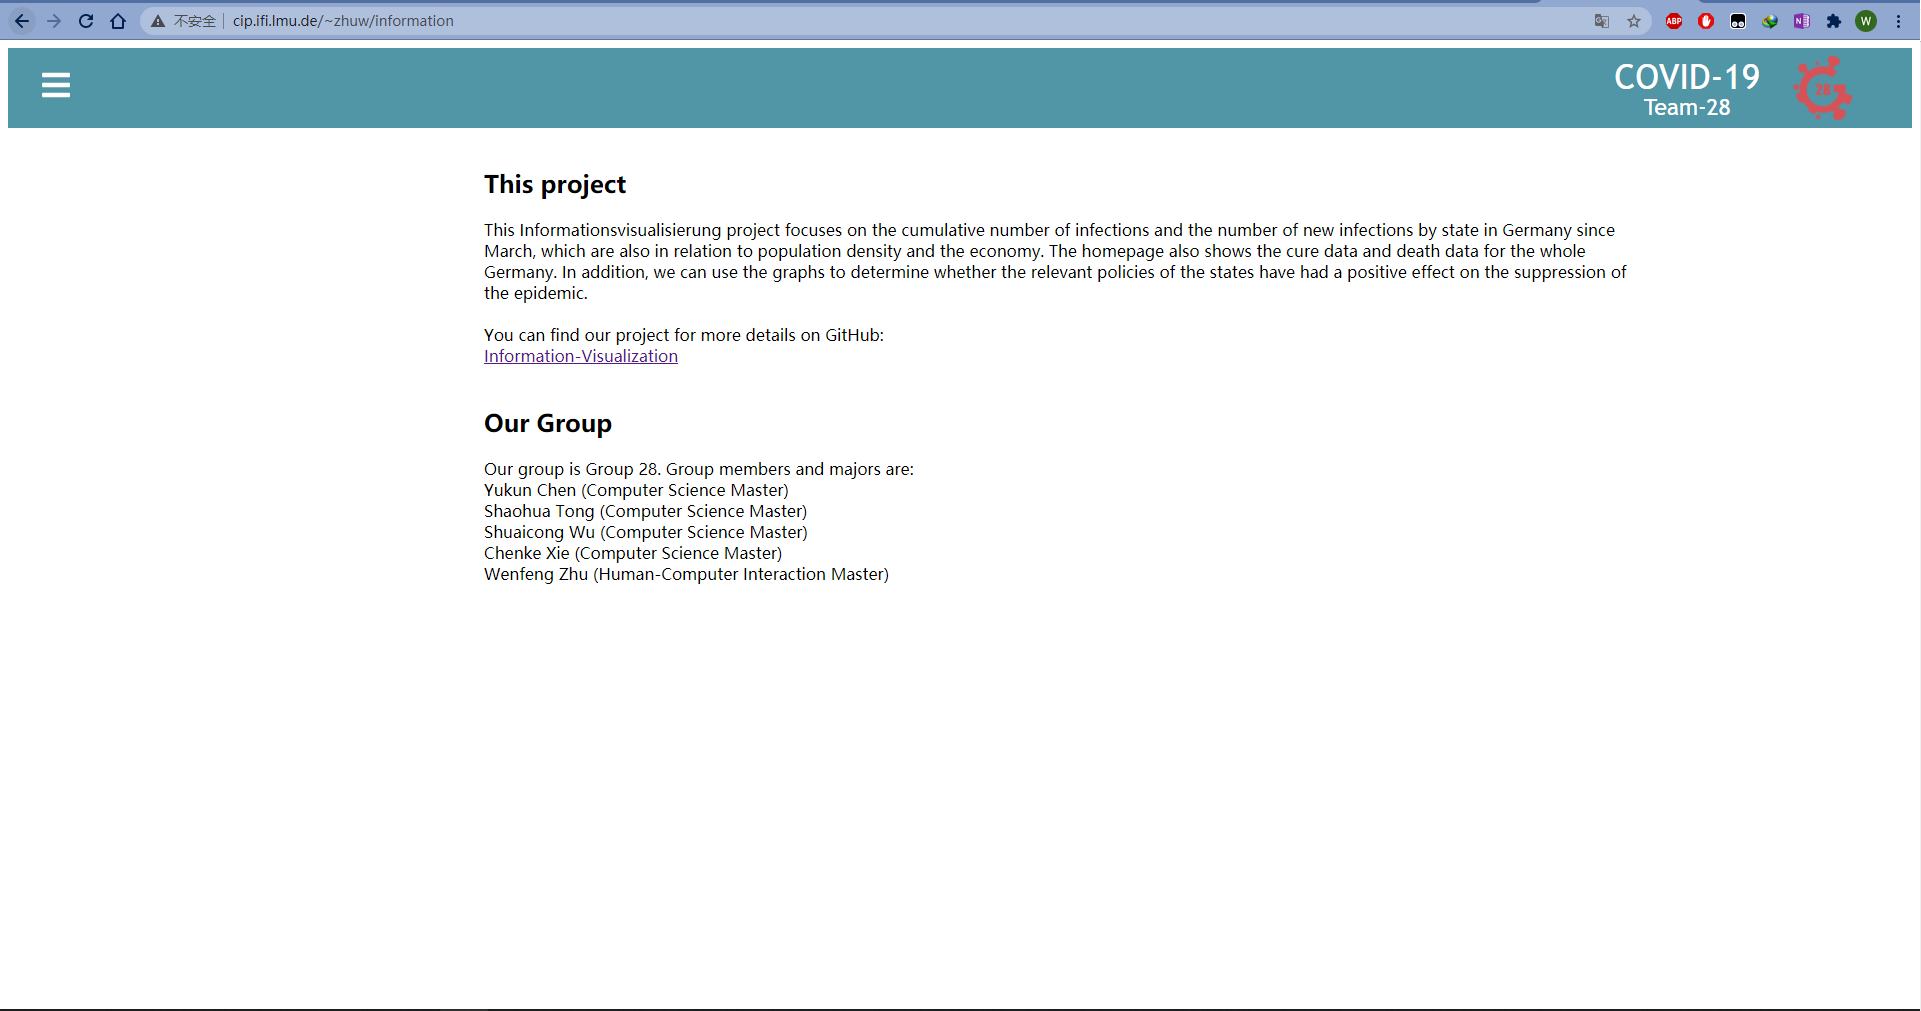 不安全 cip.ifi.lmu.de/~zhuw/information
ABP
N
W
COVID-19
Team-28
28
This project
This Informationsvisualisierung project focuses on the cumulative number of infections and the number of new infections by state in Germany since
March, which are also in relation to population density and the economy. The homepage also shows the cure data and death data for the whole
Germany. In addition, we can use the graphs to determine whether the relevant policies of the states have had a positive effect on the suppression of
the epidemic.
You can find our project for more details on GitHub:
Information-Visualization
Our Group
Our group is Group 28. Group members and majors are:
Yukun Chen (Computer Science Master)
Shaohua Tong (Computer Science Master)
Shuaicong Wu (Computer Science Master)
Chenke Xie (Computer Science Master)
Wenfeng Zhu (Human-Computer Interaction Master)